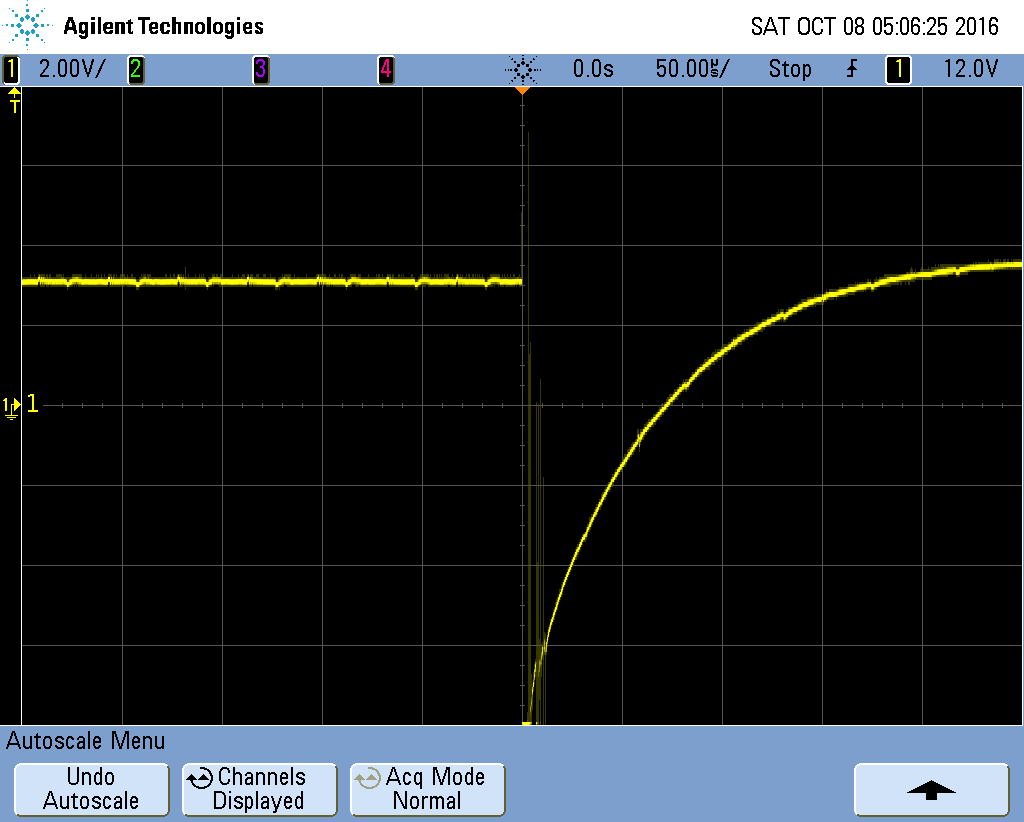 Agilent Technologies
SAT OCT 08 05:06:25 2016
1 2.00V/ 2 3 4 0.0s 50.00㎲/ Stop 1 12.0V
T
1 1
Autoscale Menu
Undo Autoscale
Channels Displayed
Acq Mode Normal